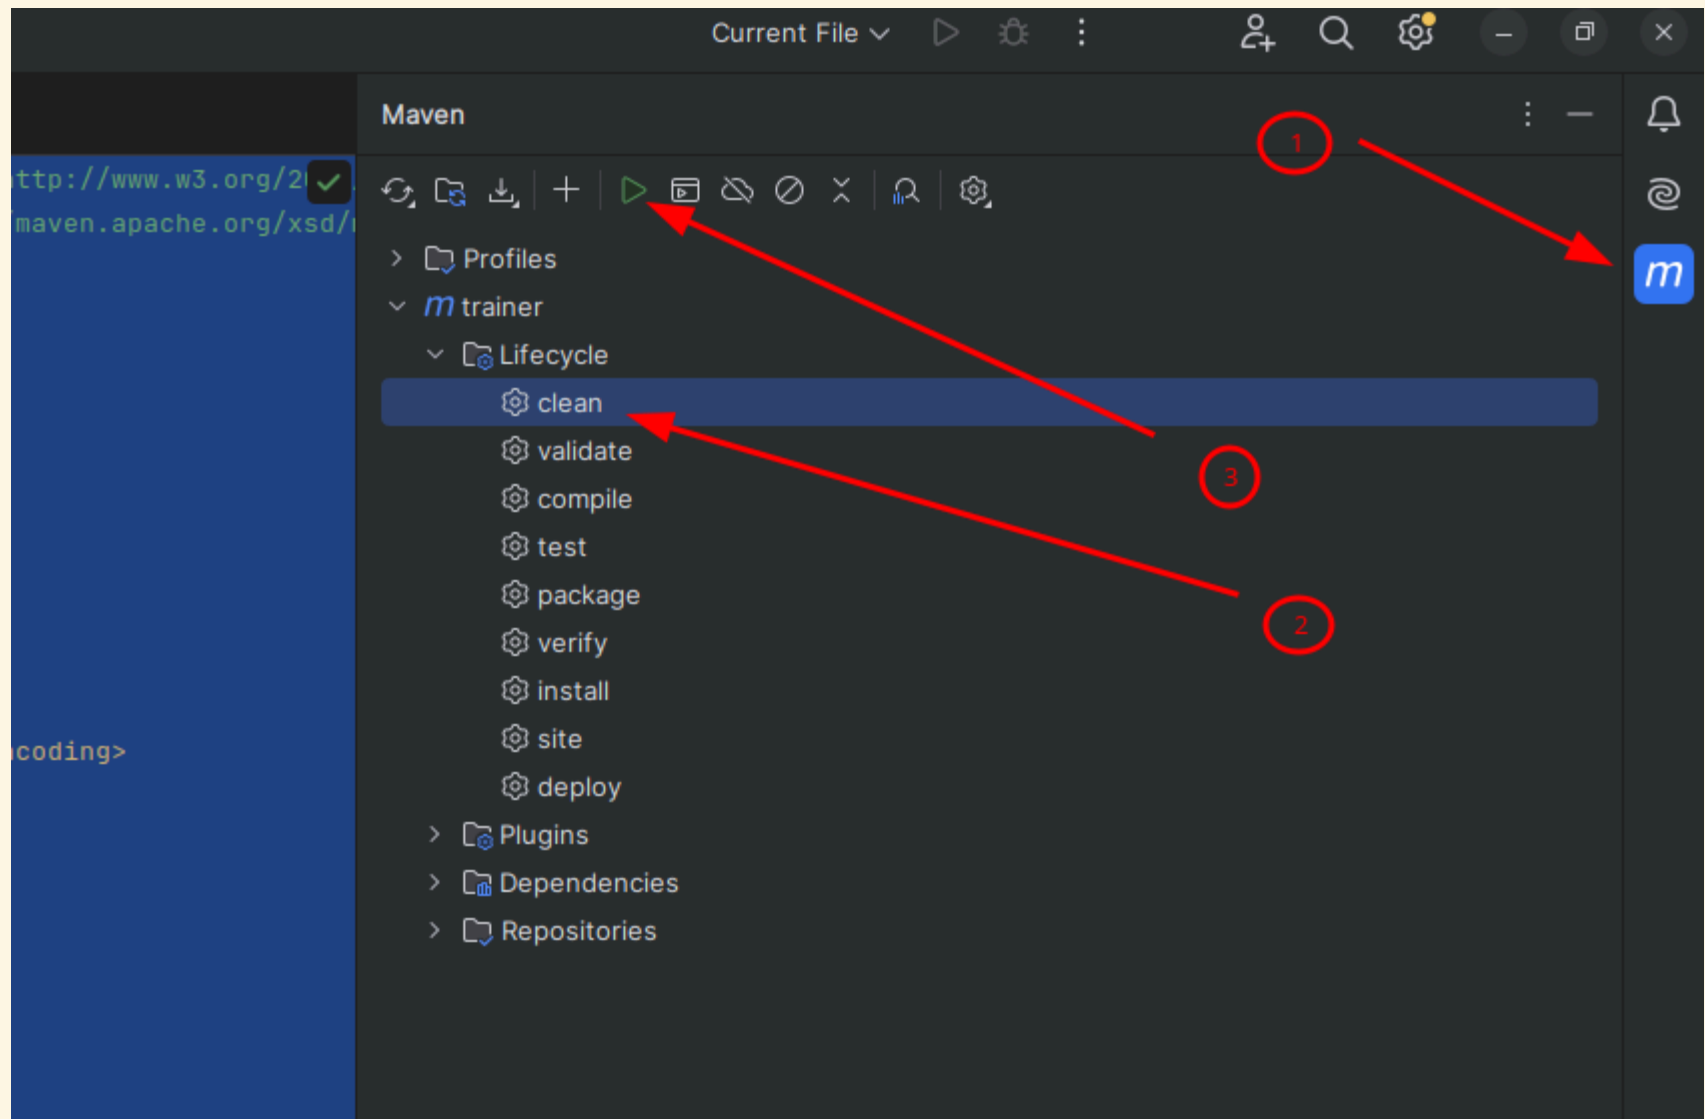 Current File
Maven
1
ttp://www.w3.org/2
maven.apache.org/xsd/
m
Profiles
m trainer
Lifecycle
clean
validate
3
compile
test
package
2
verify
install
site
coding>
deploy
Plugins
Dependencies
Repositories